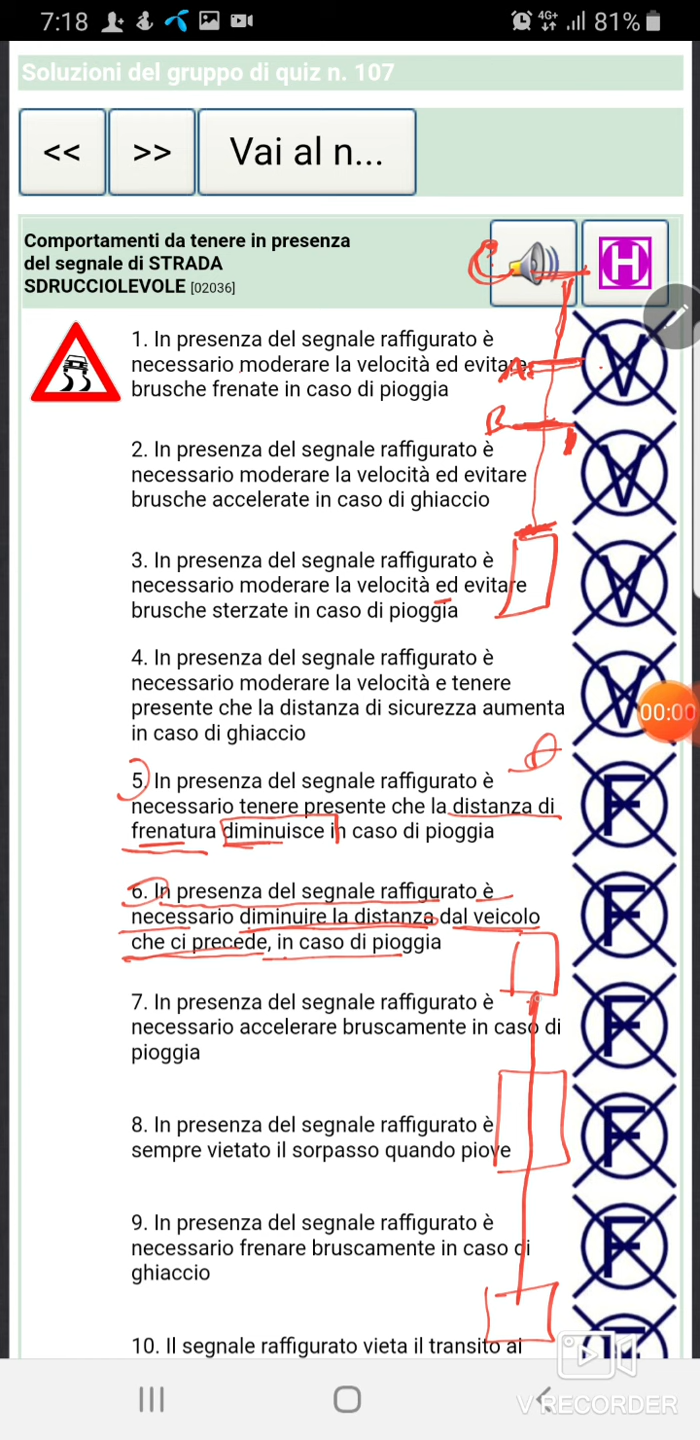 7:18
4G+
81%
Soluzioni del gruppo di quiz n. 107
<<
>>
Vai al n...
Comportamenti da tenere in presenza
del segnale di STRADA
SDRUCCIOLEVOLE [02036]
C
H
1. In presenza del segnale raffigurato è
necessario moderare la velocità ed evitare
brusche frenate in caso di pioggia
A
V
B
2. In presenza del segnale raffigurato è
necessario moderare la velocità ed evitare
brusche accelerate in caso di ghiaccio
V
3. In presenza del segnale raffigurato è
necessario moderare la velocità ed evitare
brusche sterzate in caso di pioggia
V
4. In presenza del segnale raffigurato è
necessario moderare la velocità e tenere
presente che la distanza di sicurezza aumenta
in caso di ghiaccio
V
00:00
5. In presenza del segnale raffigurato è
necessario tenere presente che la distanza di
frenatura diminuisce in caso di pioggia
F
6. In presenza del segnale raffigurato è
necessario diminuire la distanza dal veicolo
che ci precede, in caso di pioggia
F
7. In presenza del segnale raffigurato è
necessario accelerare bruscamente in caso di
pioggia
F
8. In presenza del segnale raffigurato è
sempre vietato il sorpasso quando piove
F
9. In presenza del segnale raffigurato è
necessario frenare bruscamente in caso di
ghiaccio
F
10. Il segnale raffigurato vieta il transito ai
V RECORDER